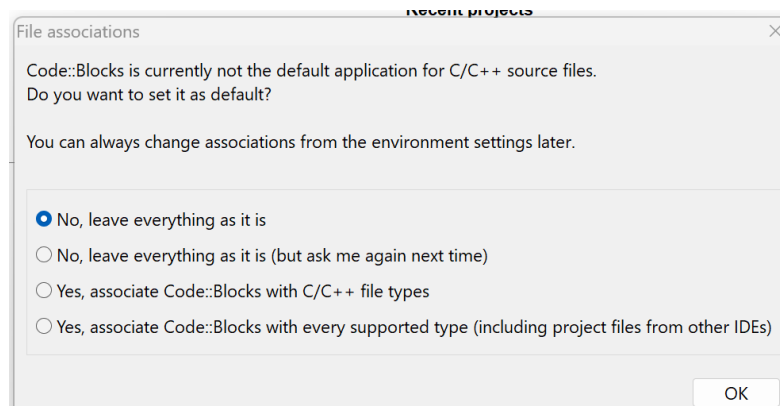 Recent projects
File associations
Code::Blocks is currently not the default application for C/C++ source files.
Do you want to set it as default?
You can always change associations from the environment settings later.
No, leave everything as it is
No, leave everything as it is (but ask me again next time)
Yes, associate Code::Blocks with C/C++ file types
Yes, associate Code::Blocks with every supported type (including project files from other IDEs)
OK